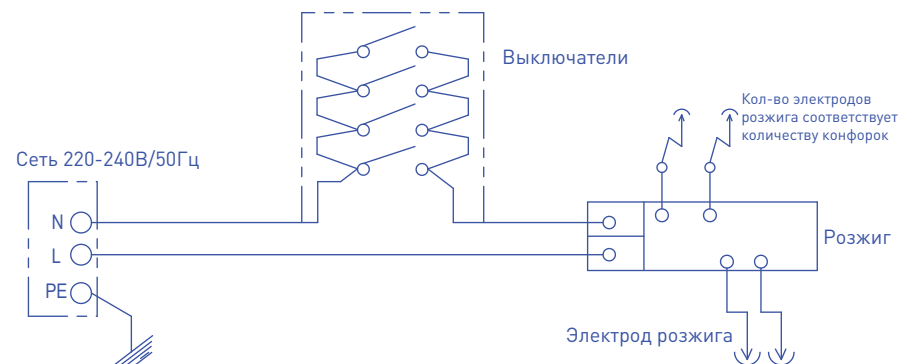 Выключатели
Кол-во электродов
розжига соответствует
количеству конфорок
Сеть 220-240В/50Гц
N
L
PE
Розжиг
Электрод розжига